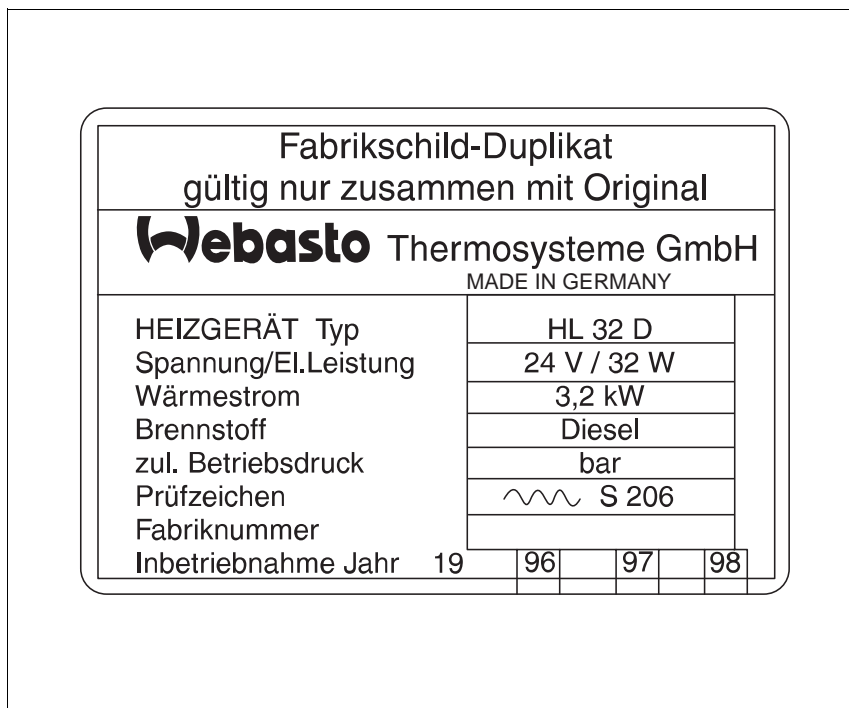 Fabrikschild-Duplikat
gültig nur zusammen mit Original
Webasto Thermosysteme GmbH
MADE IN GERMANY
HEIZGERÄT Typ HL 32 D
Spannung/El.Leistung 24 V / 32 W
Wärmestrom 3,2 kW
Brennstoff Diesel
zul. Betriebsdruck bar
Prüfzeichen S 206
Fabriknummer
Inbetriebnahme Jahr 19 96 97 98